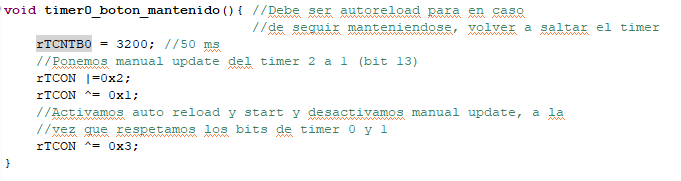 void timer0_boton_mantenido(){ //Debe ser autoreload para en caso
//de seguir manteniendose, volver a saltar el timer
rTCNTB0 = 3200; //50 ms
//Ponemos manual update del timer 2 a 1 (bit 13)
rTCON |=0x2;
rTCON ^= 0x1;
//Activamos auto reload y start y desactivamos manual update, a la
//vez que respetamos los bits de timer 0 y 1
rTCON ^= 0x3;
}